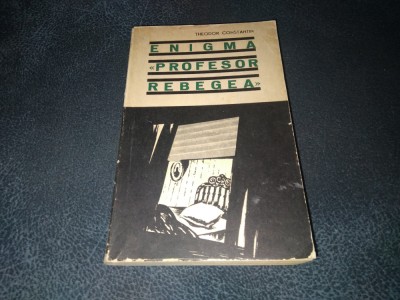 THEODOR CONSTANTIN
ENIGMA
«PROFESOR
REBEGEA»